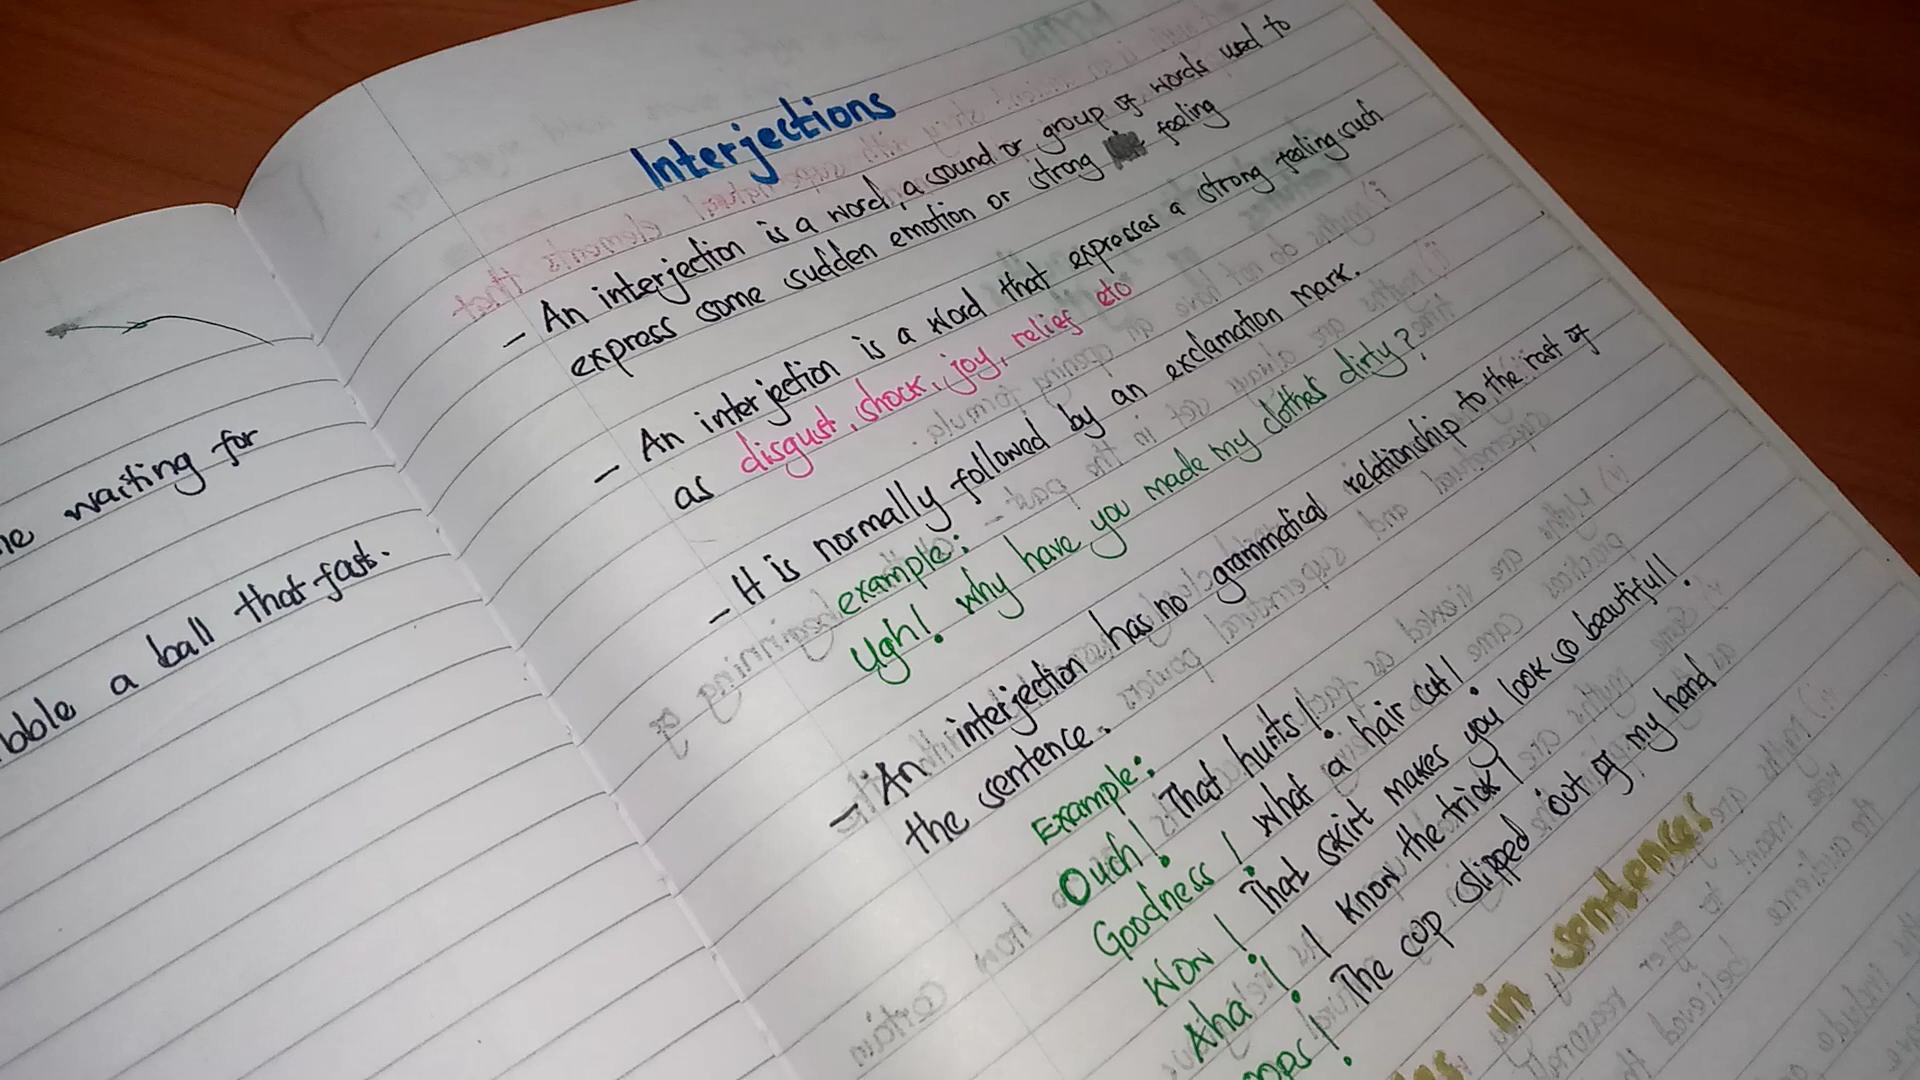 waiting for
a ball that fast.
Interjections
- An interjection is a word, a sound or group of words used to
express some sudden emotion or strong feeling
- An interjection is a word that expresses a strong feeling such
as disgust, shock, joy, relief etc
- It is normally followed by an exclamation mark.
example:
Ugh! why have you made my clothes dirty?
- An interjection has no grammatical relationship to the rest of
the sentence.
Example:
Ouch! That hurts!
Goodness! what a hair cut!
Wow! That skirt makes you look so beautiful!
Aha! I know the trick!
The cup slipped out of my hand
in sentences